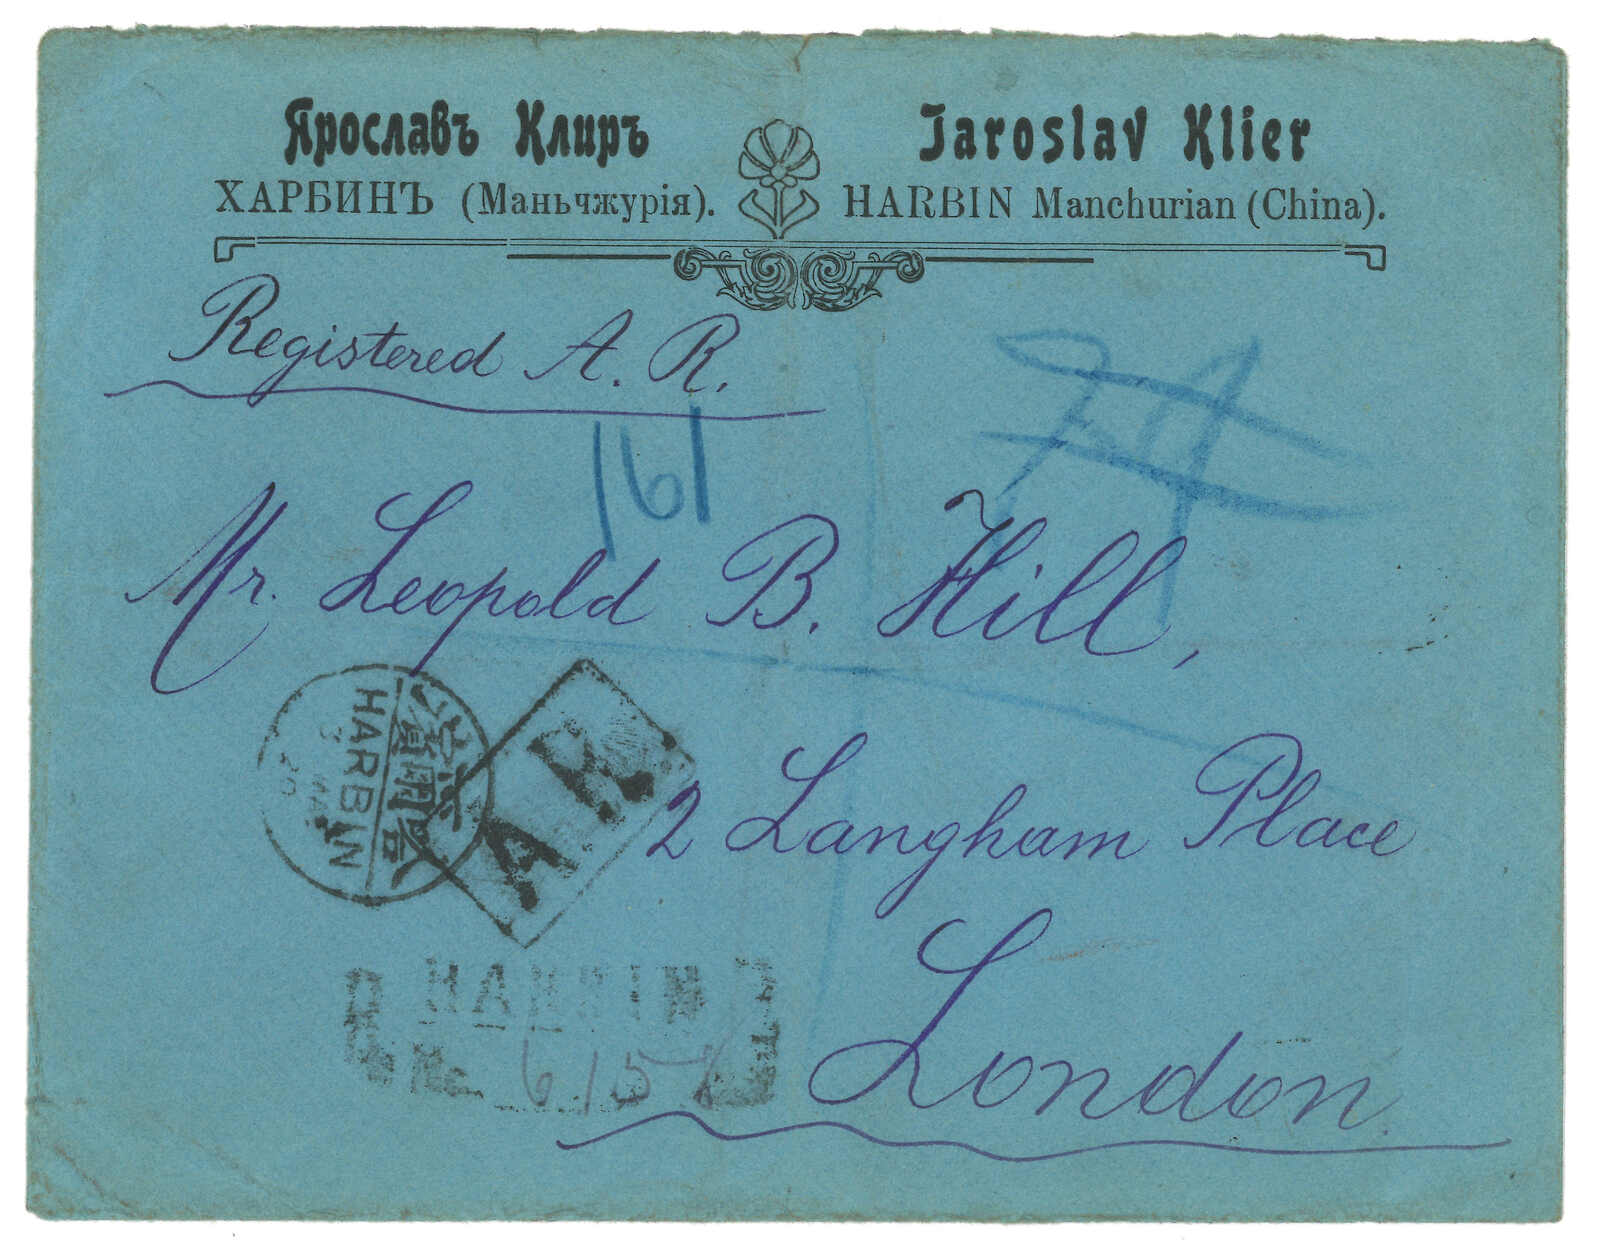 Ярославъ Клиръ
ХАРБИНЪ (Маньчжурія).
Jaroslav Klier
HARBIN Manchurian (China).
Registered A. R.
161
Mr. Leopold B. Hill,
HARBIN
A R
2 Langham Place
London
HARBIN
R No 615